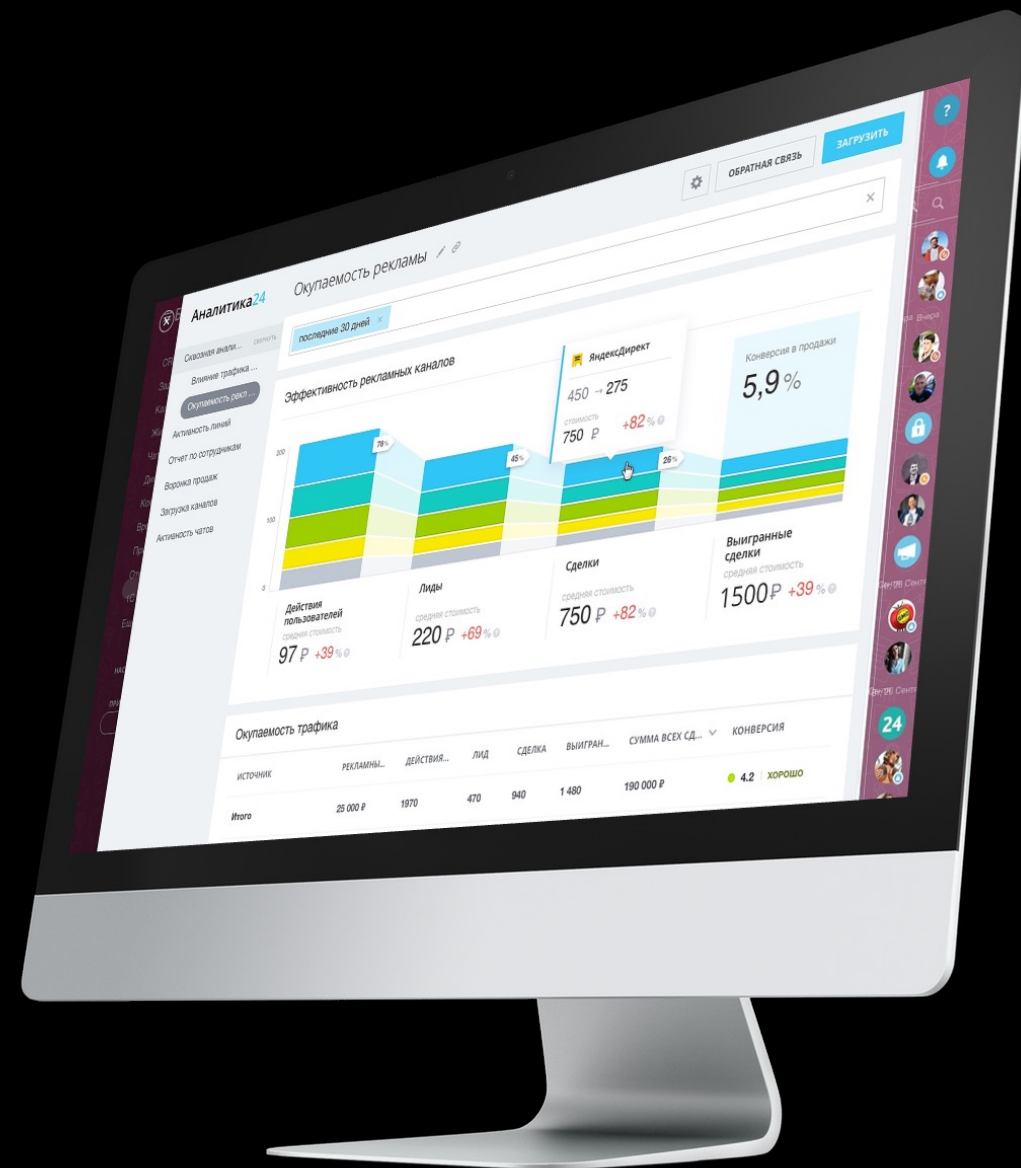 ?
ЗАГРУЗИТЬ
ОБРАТНАЯ СВЯЗЬ
Окупаемость рекламы
Аналитика24
последние 30 дней
Сквозная анали...
СВЕРНУТЬ
Влияние трафика ...
Окупаемость рекл ...
Активность линий
Отчет по сотрудникам
Воронка продаж
Загрузка каналов
Активность чатов
Эффективность рекламных каналов
ЯндексДирект
450 → 275
стоимость
750 ₽ +82 %
Конверсия в продажи
5,9 %
200
100
0
78%
45%
26%
Действия
пользователей
средняя стоимость
97 ₽ +39 %
Лиды
средняя стоимость
220 ₽ +69 %
Сделки
средняя стоимость
750 ₽ +82 %
Выигранные
сделки
средняя стоимость
1500 ₽ +39 %
Окупаемость трафика
ИСТОЧНИК РЕКЛАМНЫ... ДЕЙСТВИЯ... ЛИД СДЕЛКА ВЫИГРАН... СУММА ВСЕХ СД... КОНВЕРСИЯ
Итого 25 000 ₽ 1970 470 940 1 480 190 000 ₽ 4.2 ХОРОШО
Вчера
24